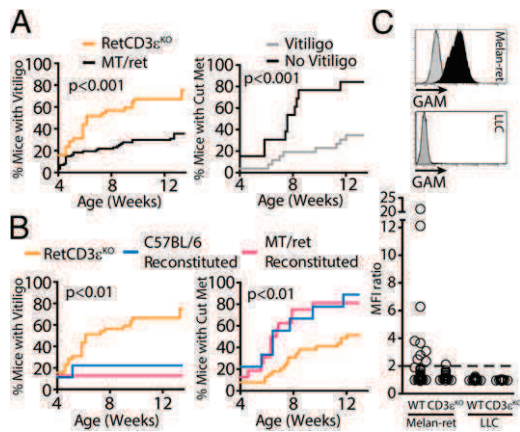 A
RetCD3ε^KO
MT/ret
% Mice with Vitiligo
100
80
60
40
20
0
p<0.001
4 8 12
Age (Weeks)
Vitiligo
No Vitiligo
% Mice with Cut Met
100
80
60
40
20
0
p<0.001
4 8 12
Age (Weeks)
B
RetCD3ε^KO
C57BL/6
Reconstituted
MT/ret
Reconstituted
% Mice with Vitiligo
100
80
60
40
20
0
p<0.01
4 8 12
Age (Weeks)
% Mice with Cut Met
100
80
60
40
20
0
p<0.01
4 8 12
Age (Weeks)
C
Melan-ret
GAM
LLC
GAM
MFI ratio
25
20
12
10
8
6
4
2
0
WT CD3ε^KO WT CD3ε^KO
Melan-ret LLC